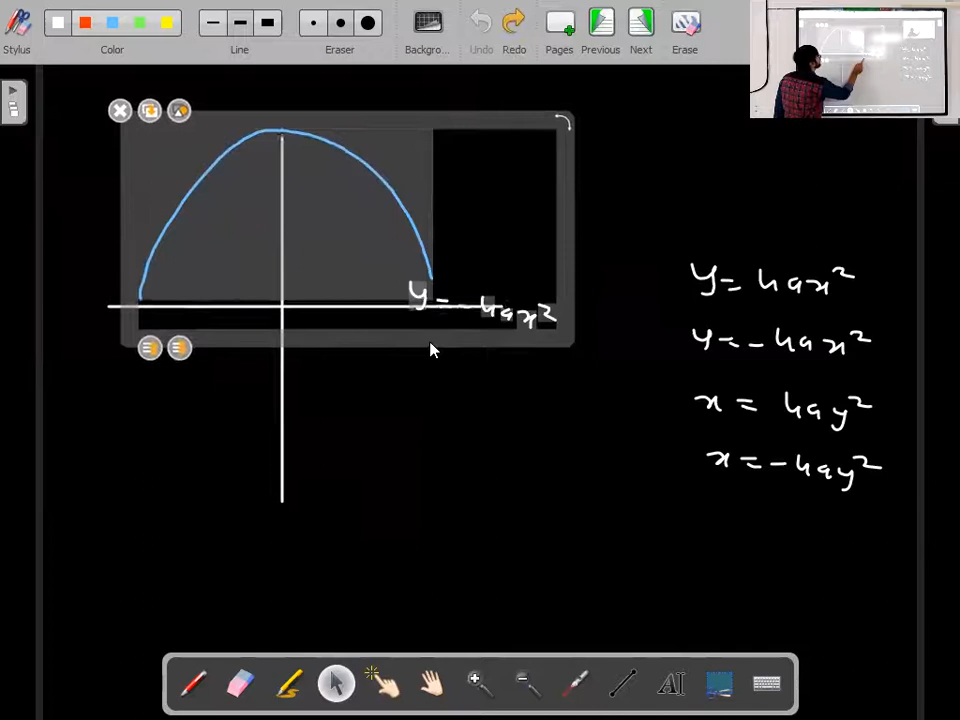 Stylus Color Line Eraser Backgro... Undo Redo Pages Previous Next Erase
y = -4ax²
y = 4ax²
y = -4ax²
x = 4ay²
x = -4ay²